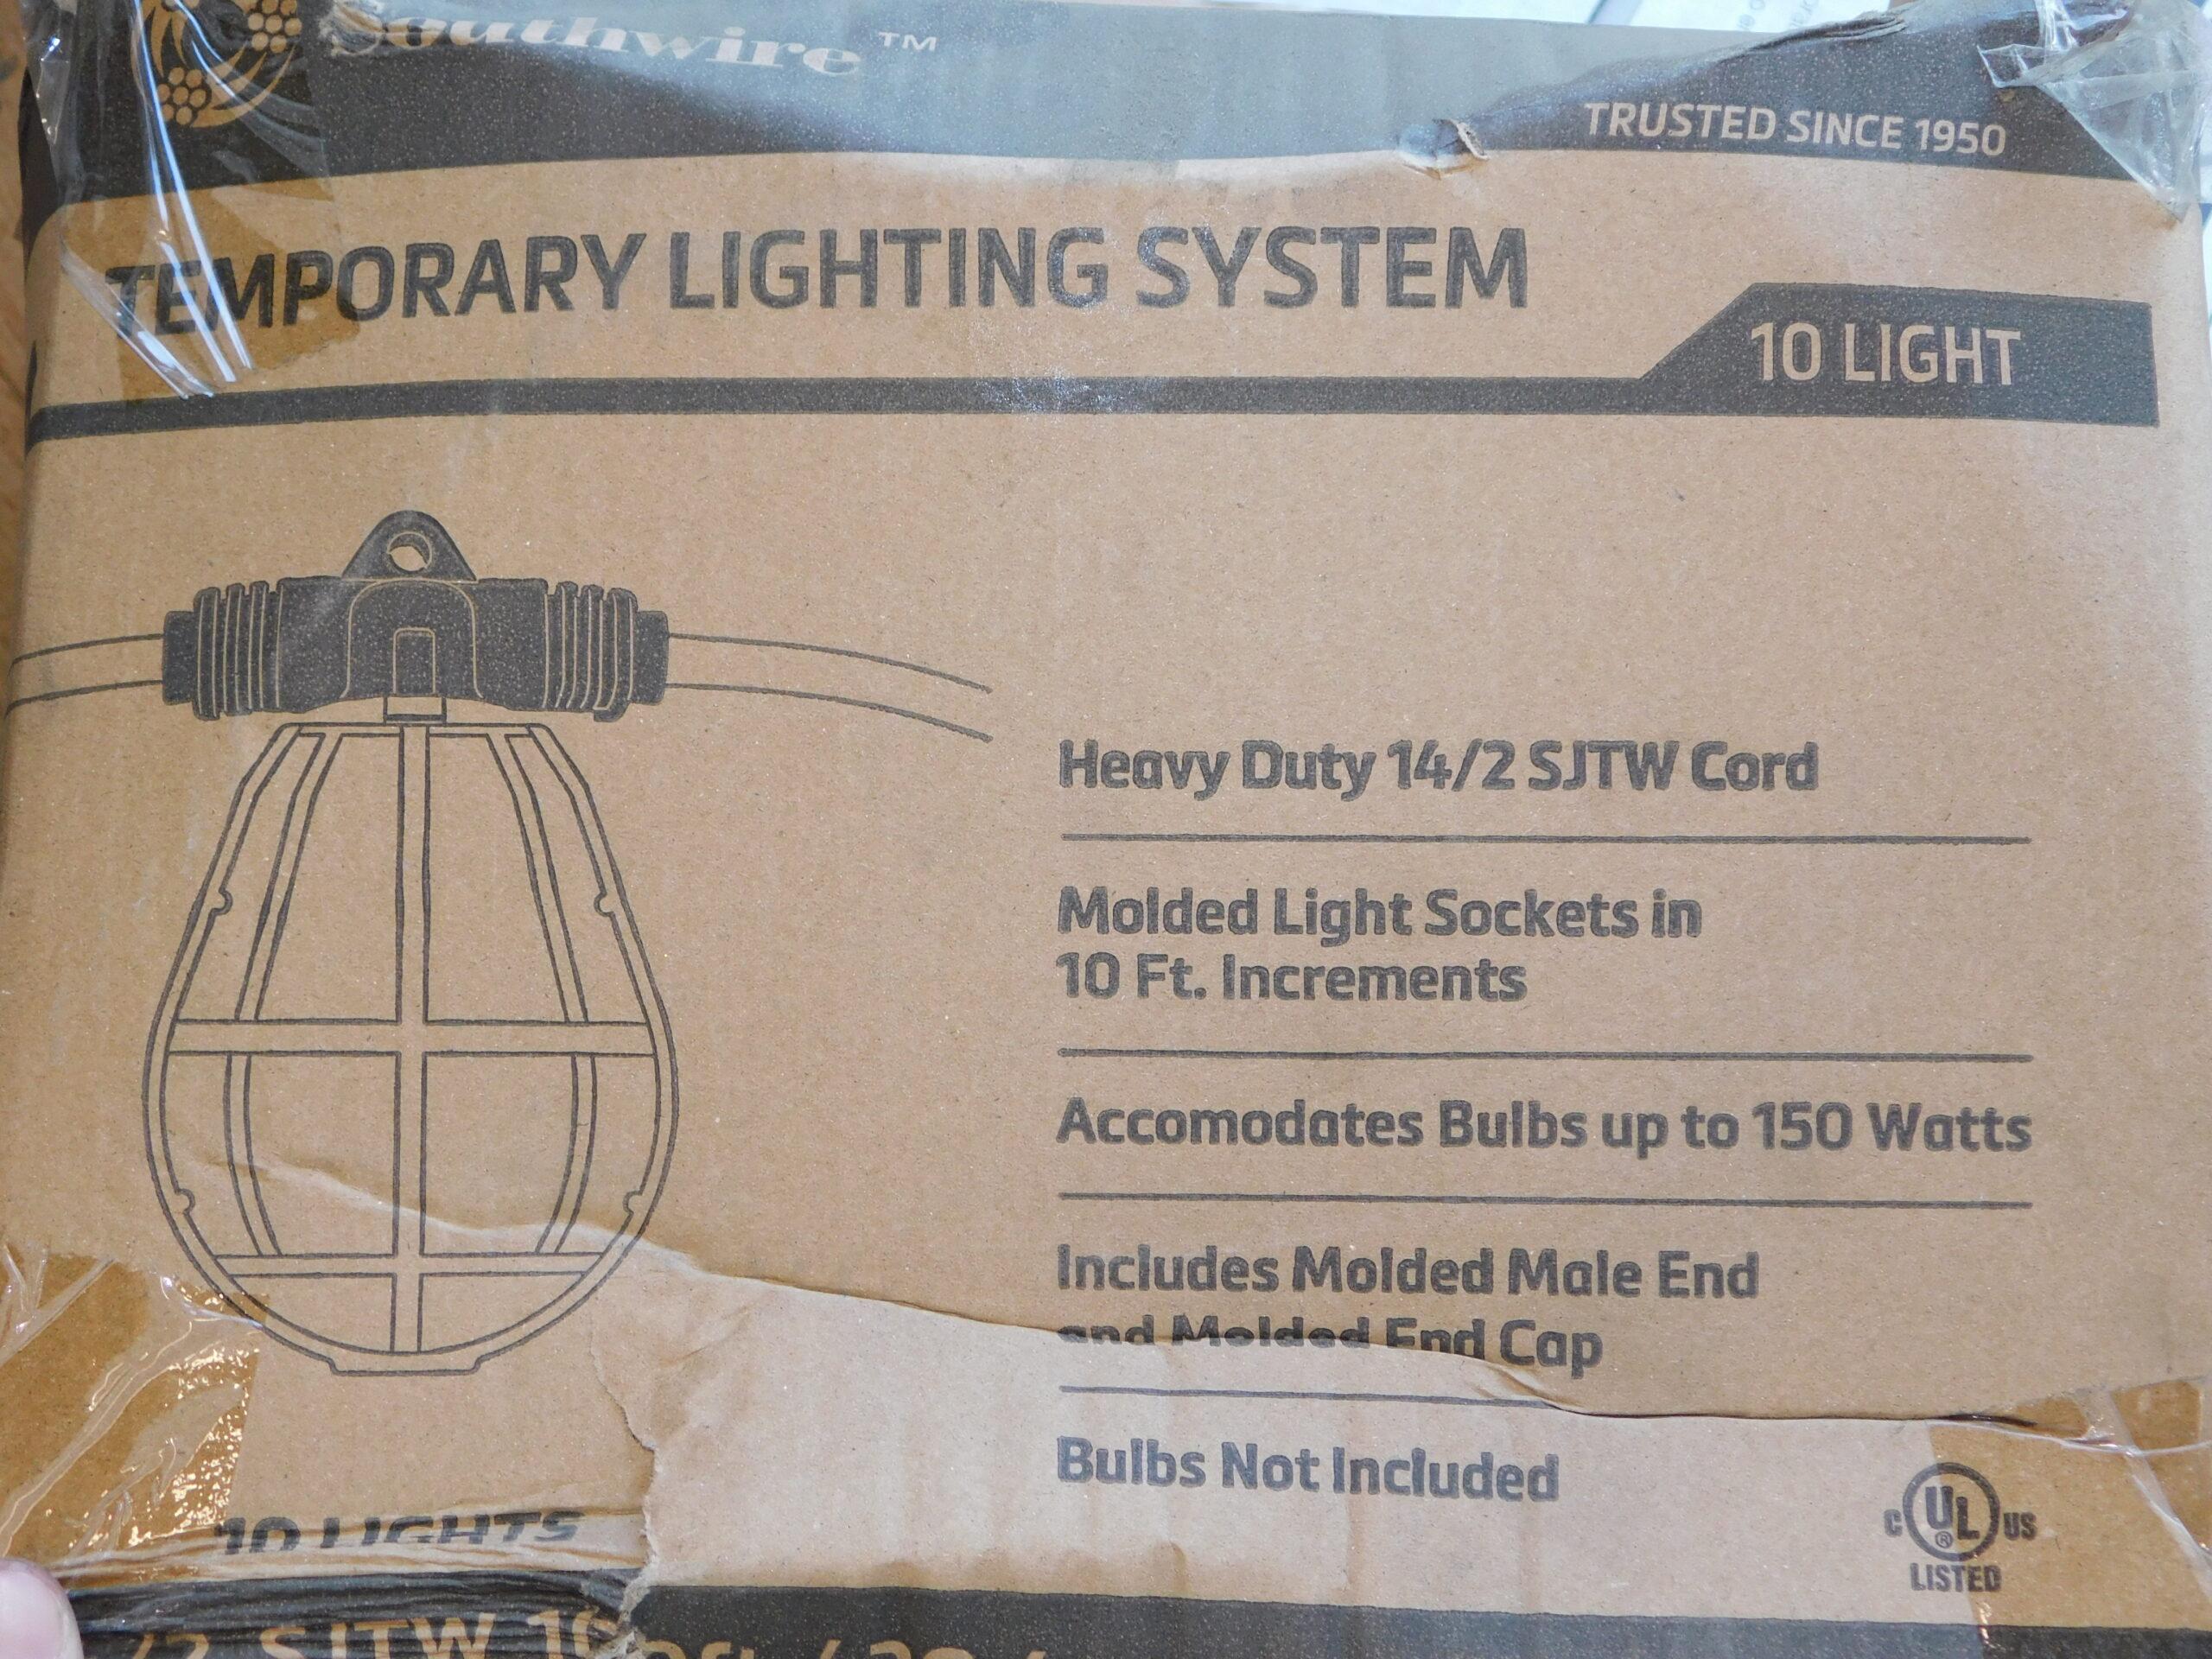 Southwire™
TRUSTED SINCE 1950
TEMPORARY LIGHTING SYSTEM
10 LIGHT
Heavy Duty 14/2 SJTW Cord
Molded Light Sockets in
10 Ft. Increments
Accomodates Bulbs up to 150 Watts
Includes Molded Male End
and Molded End Cap
Bulbs Not Included
10 LIGHTS
C UL® US
LISTED
/2 SJTW